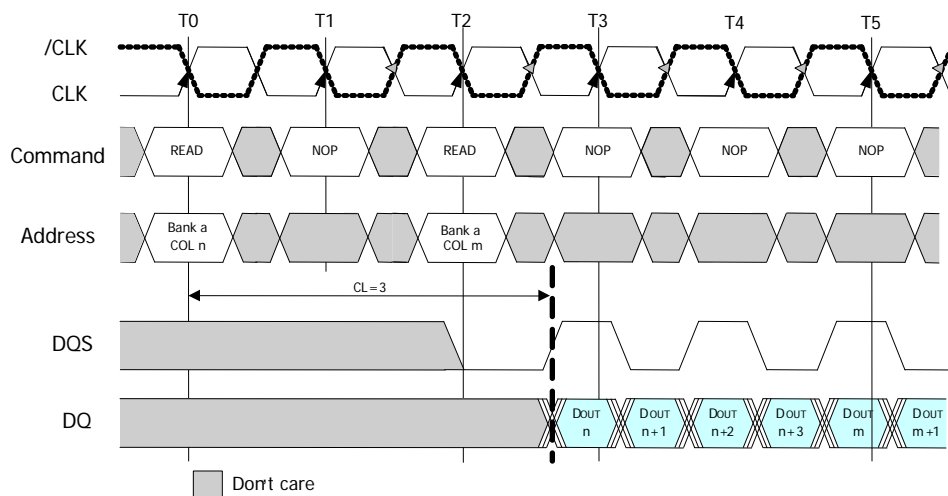 T0 T1 T2 T3 T4 T5
/CLK
CLK
Command READ NOP READ NOP NOP NOP
Address
Bank a
COL n
Bank a
COL m
CL=3
DQS
DQ
DOUT
n
DOUT
n+1
DOUT
n+2
DOUT
n+3
DOUT
m
DOUT
m+1
Don't care